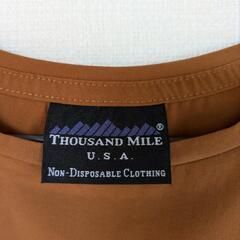 ®
THOUSAND MILE
U.S.A.
NON-DISPOSABLE CLOTHING